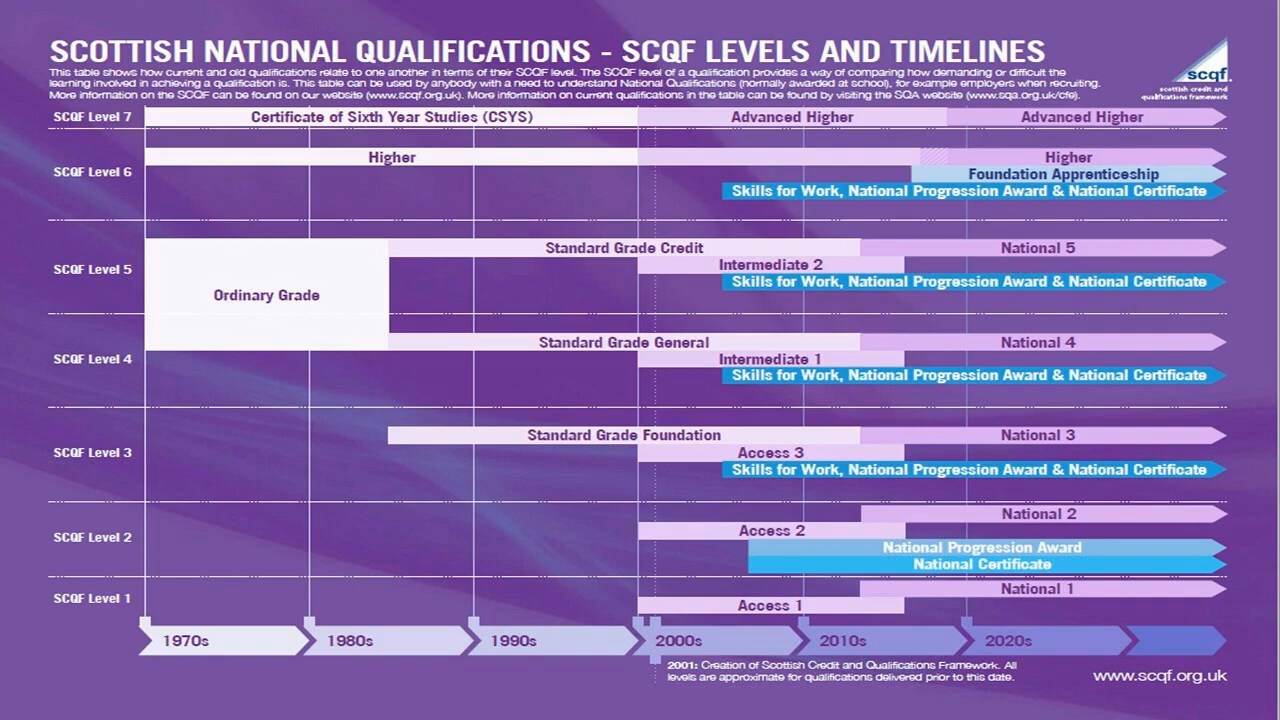 SCOTTISH NATIONAL QUALIFICATIONS - SCQF LEVELS AND TIMELINES
This table shows how current and old qualifications relate to one another in terms of their SCQF level. The SCQF level of a qualification provides a way of comparing how demanding or difficult the
learning involved in achieving a qualification is. This table can be used by anybody with a need to understand National Qualifications (normally awarded at school), for example employers when recruiting.
More information on the SCQF can be found on our website (www.scqf.org.uk). More information on current qualifications in the table can be found by visiting the SQA website (www.sqa.org.uk/cfe).
scqf.
scottish credit and
qualifications framework
SCQF Level 7
Certificate of Sixth Year Studies (CSYS)
Advanced Higher
Advanced Higher
SCQF Level 6
Higher
Higher
Foundation Apprenticeship
Skills for Work, National Progression Award & National Certificate
SCQF Level 5
Ordinary Grade
Standard Grade Credit
National 5
Intermediate 2
Skills for Work, National Progression Award & National Certificate
SCQF Level 4
Standard Grade General
National 4
Intermediate 1
Skills for Work, National Progression Award & National Certificate
SCQF Level 3
Standard Grade Foundation
National 3
Access 3
Skills for Work, National Progression Award & National Certificate
SCQF Level 2
National 2
Access 2
National Progression Award
National Certificate
SCQF Level 1
National 1
Access 1
1970s
1980s
1990s
2000s
2010s
2020s
2001: Creation of Scottish Credit and Qualifications Framework. All
levels are approximate for qualifications delivered prior to this date.
www.scqf.org.uk